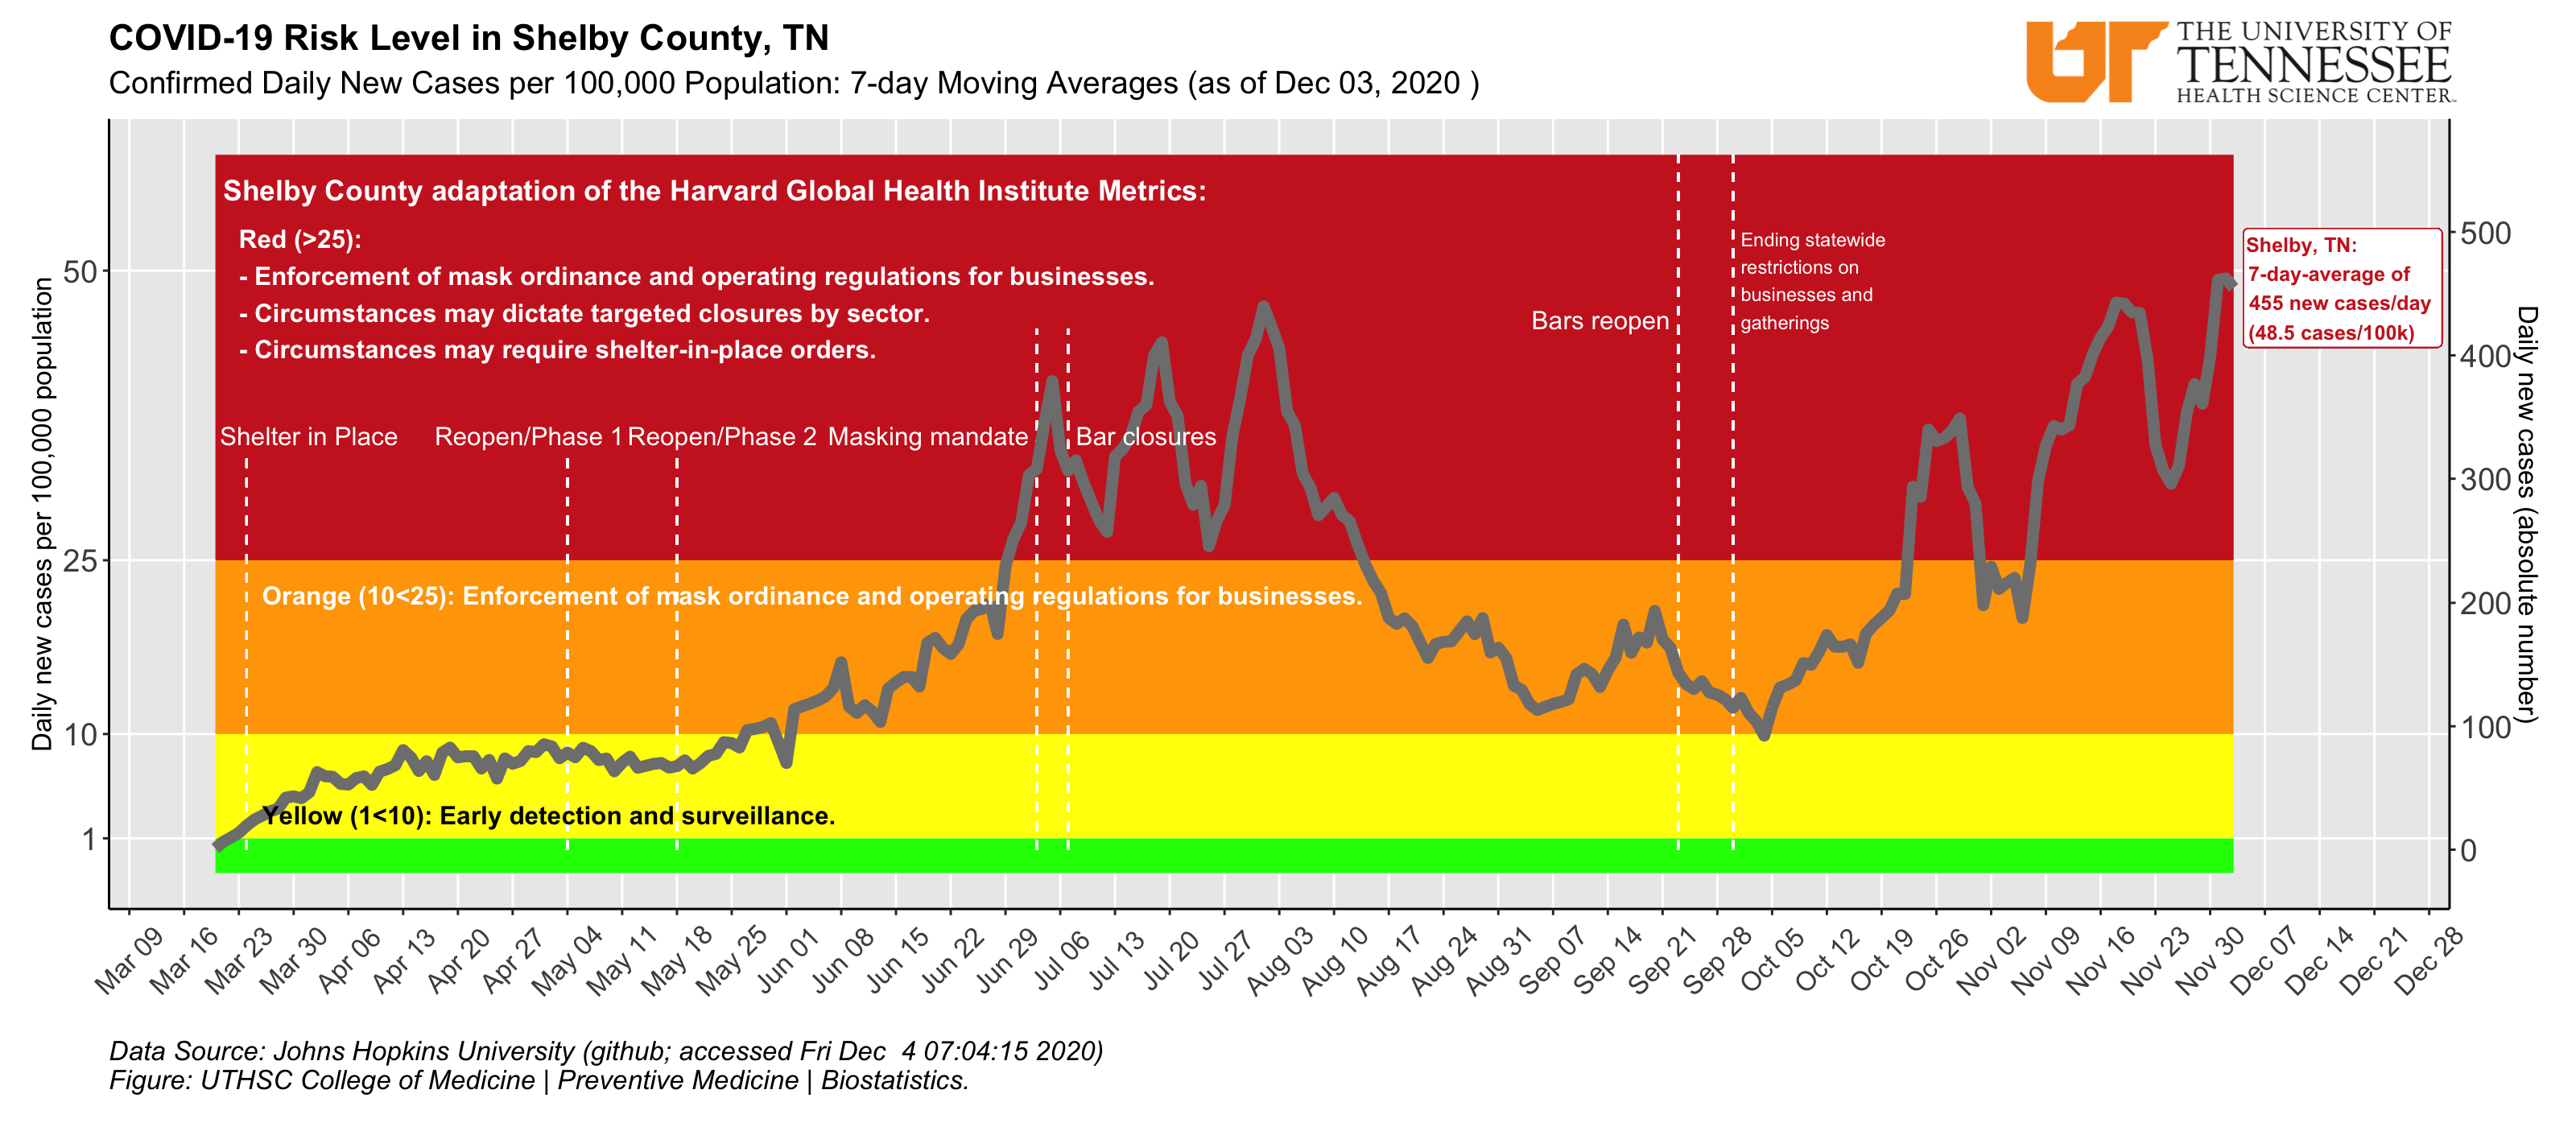 COVID-19 Risk Level in Shelby County, TN
Confirmed Daily New Cases per 100,000 Population: 7-day Moving Averages (as of Dec 03, 2020 )
UT
THE UNIVERSITY OF
TENNESSEE
HEALTH SCIENCE CENTER™
Daily new cases per 100,000 population
50
25
10
1
Shelby County adaptation of the Harvard Global Health Institute Metrics:
Red (>25):
- Enforcement of mask ordinance and operating regulations for businesses.
- Circumstances may dictate targeted closures by sector.
- Circumstances may require shelter-in-place orders.
Shelter in Place
Reopen/Phase 1
Reopen/Phase 2
Masking mandate
Bar closures
Bars reopen
Ending statewide
restrictions on
businesses and
gatherings
Orange (10<25): Enforcement of mask ordinance and operating regulations for businesses.
Yellow (1<10): Early detection and surveillance.
Shelby, TN:
7-day-average of
455 new cases/day
(48.5 cases/100k)
500
400
300
200
100
0
Daily new cases (absolute number)
Mar 09
Mar 16
Mar 23
Mar 30
Apr 06
Apr 13
Apr 20
Apr 27
May 04
May 11
May 18
May 25
Jun 01
Jun 08
Jun 15
Jun 22
Jun 29
Jul 06
Jul 13
Jul 20
Jul 27
Aug 03
Aug 10
Aug 17
Aug 24
Aug 31
Sep 07
Sep 14
Sep 21
Sep 28
Oct 05
Oct 12
Oct 19
Oct 26
Nov 02
Nov 09
Nov 16
Nov 23
Nov 30
Dec 07
Dec 14
Dec 21
Dec 28
Data Source: Johns Hopkins University (github; accessed Fri Dec  4 07:04:15 2020)
Figure: UTHSC College of Medicine | Preventive Medicine | Biostatistics.